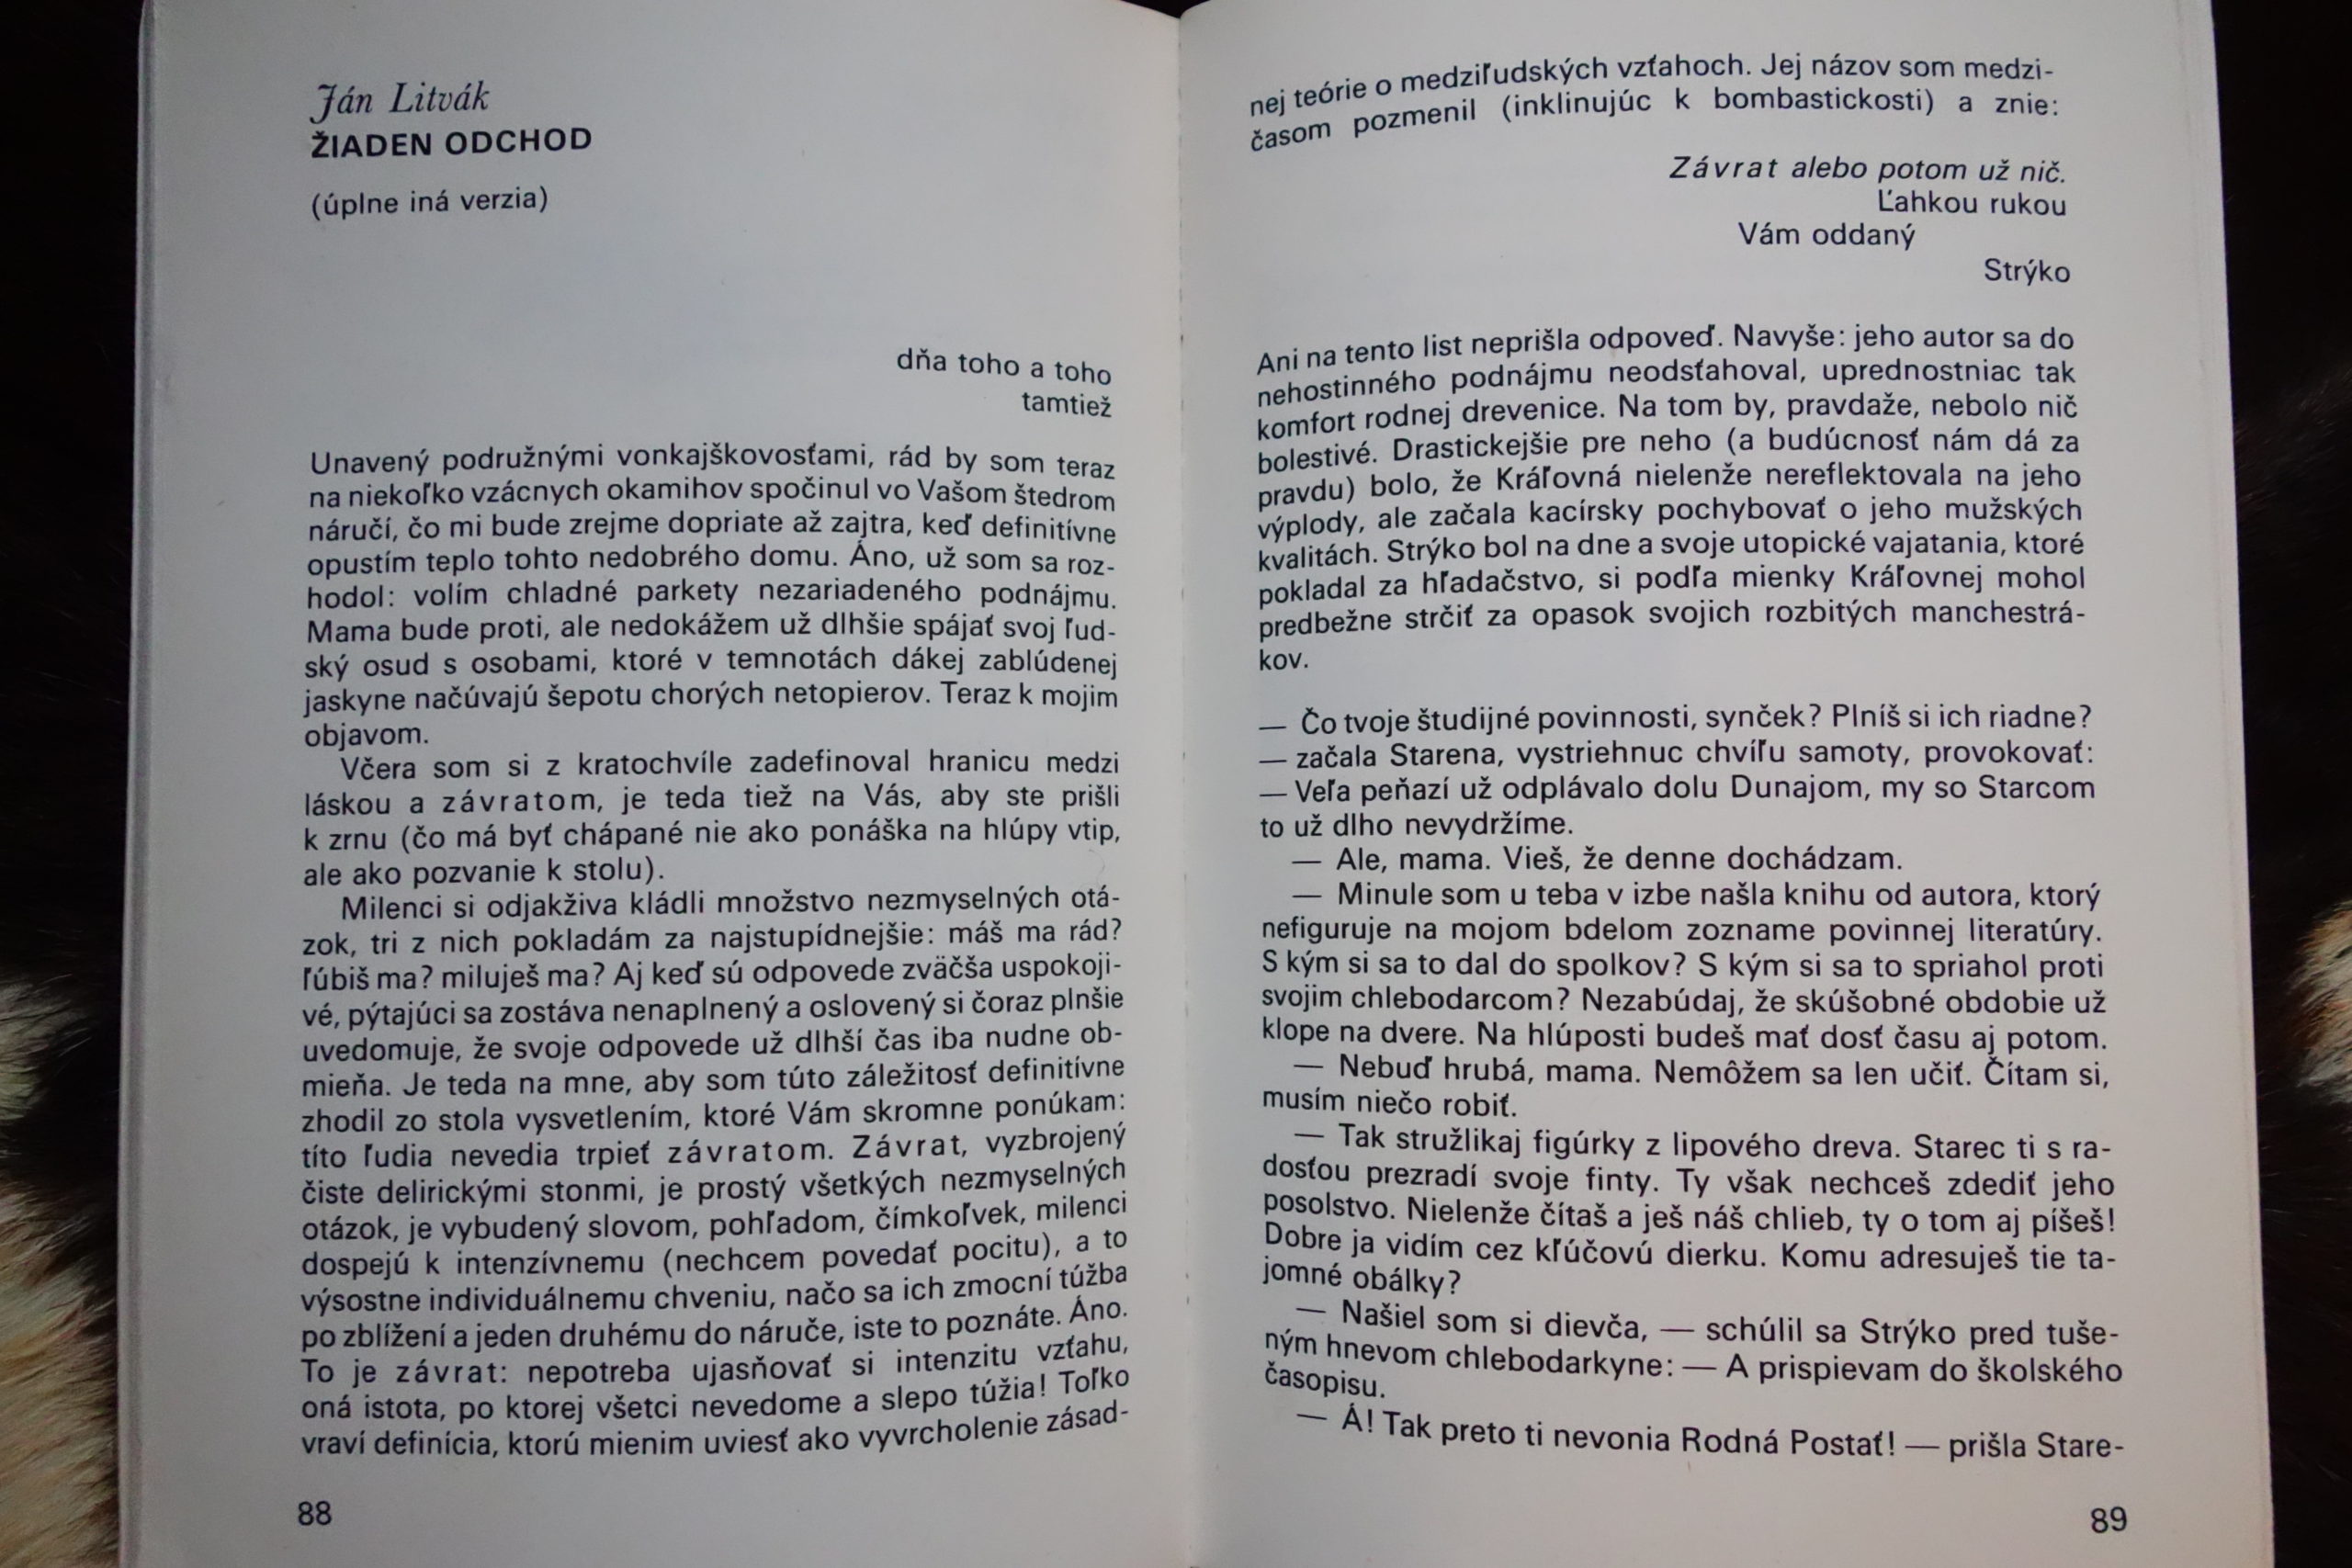 Ján Litvák
ŽIADEN ODCHOD
(úplne iná verzia)
dňa toho a toho
tamtiež
Unavený podružnými vonkajškovosťami, rád by som teraz
na niekoľko vzácnych okamihov spočinul vo Vašom štedrom
náručí, čo mi bude zrejme dopriate až zajtra, keď definitívne
opustím teplo tohto nedobrého domu. Áno, už som sa roz-
hodol: volím chladné parkety nezariadeného podnájmu.
Mama bude proti, ale nedokážem už dlhšie spájať svoj ľud-
ský osud s osobami, ktoré v temnotách dákej zablúdenej
jaskyne načúvajú šepotu chorých netopierov. Teraz k mojim
objavom.
Včera som si z kratochvíle zadefinoval hranicu medzi
láskou a závratom, je teda tiež na Vás, aby ste prišli
k zrnu (čo má byť chápané nie ako ponáška na hlúpy vtip,
ale ako pozvanie k stolu).
Milenci si odjakživa kládli množstvo nezmyselných otá-
zok, tri z nich pokladám za najstupídnejšie: máš ma rád?
ľúbiš ma? miluješ ma? Aj keď sú odpovede zväčša uspokoji-
vé, pýtajúci sa zostáva nenaplnený a oslovený si čoraz plnšie
uvedomuje, že svoje odpovede už dlhší čas iba nudne ob-
mieňa. Je teda na mne, aby som túto záležitosť definitívne
zhodil zo stola vysvetlením, ktoré Vám skromne ponúkam:
títo ľudia nevedia trpieť závratom. Závrat, vyzbrojený
čiste delirickými stonmi, je prostý všetkých nezmyselných
otázok, je vybudený slovom, pohľadom, čímkoľvek, milenci
dospejú k intenzívnemu (nechcem povedať pocitu), a to
výsostne individuálnemu chveniu, načo sa ich zmocní túžba
po zblížení a jeden druhému do náruče, iste to poznáte. Áno.
To je závrat: nepotreba ujasňovať si intenzitu vzťahu,
oná istota, po ktorej všetci nevedome a slepo túžia! Toľko
vraví definícia, ktorú mienim uviesť ako vyvrcholenie zásad-
88
nej teórie o medziľudských vzťahoch. Jej názov som medzi-
časom pozmenil (inklinujúc k bombastickosti) a znie:
Závrat alebo potom už nič.
Ľahkou rukou
Vám oddaný
Strýko
Ani na tento list neprišla odpoveď. Navyše: jeho autor sa do
nehostinného podnájmu neodsťahoval, uprednostniac tak
komfort rodnej drevenice. Na tom by, pravdaže, nebolo nič
bolestivé. Drastickejšie pre neho (a budúcnosť nám dá za
pravdu) bolo, že Kráľovná nielenže nereflektovala na jeho
výplody, ale začala kacírsky pochybovať o jeho mužských
kvalitách. Strýko bol na dne a svoje utopické vajatania, ktoré
pokladal za hľadačstvo, si podľa mienky Kráľovnej mohol
predbežne strčiť za opasok svojich rozbitých manchestrá-
kov.
— Čo tvoje študijné povinnosti, synček? Plníš si ich riadne?
— začala Starena, vystriehnuc chvíľu samoty, provokovať:
— Veľa peňazí už odplávalo dolu Dunajom, my so Starcom
to už dlho nevydržíme.
— Ale, mama. Vieš, že denne dochádzam.
— Minule som u teba v izbe našla knihu od autora, ktorý
nefiguruje na mojom bdelom zozname povinnej literatúry.
S kým si sa to dal do spolkov? S kým si sa to spriahol proti
svojim chlebodarcom? Nezabúdaj, že skúšobné obdobie už
klope na dvere. Na hlúposti budeš mať dosť času aj potom.
— Nebuď hrubá, mama. Nemôžem sa len učiť. Čítam si,
musím niečo robiť.
— Tak stružlikaj figúrky z lipového dreva. Starec ti s ra-
dosťou prezradí svoje finty. Ty však nechceš zdediť jeho
posolstvo. Nielenže čítaš a ješ náš chlieb, ty o tom aj píšeš!
Dobre ja vidím cez kľúčovú dierku. Komu adresuješ tie ta-
jomné obálky?
— Našiel som si dievča, — schúlil sa Strýko pred tuše-
ným hnevom chlebodarkyne: — A prispievam do školského
časopisu.
— Á! Tak preto ti nevonia Rodná Postať! — prišla Stare-
89